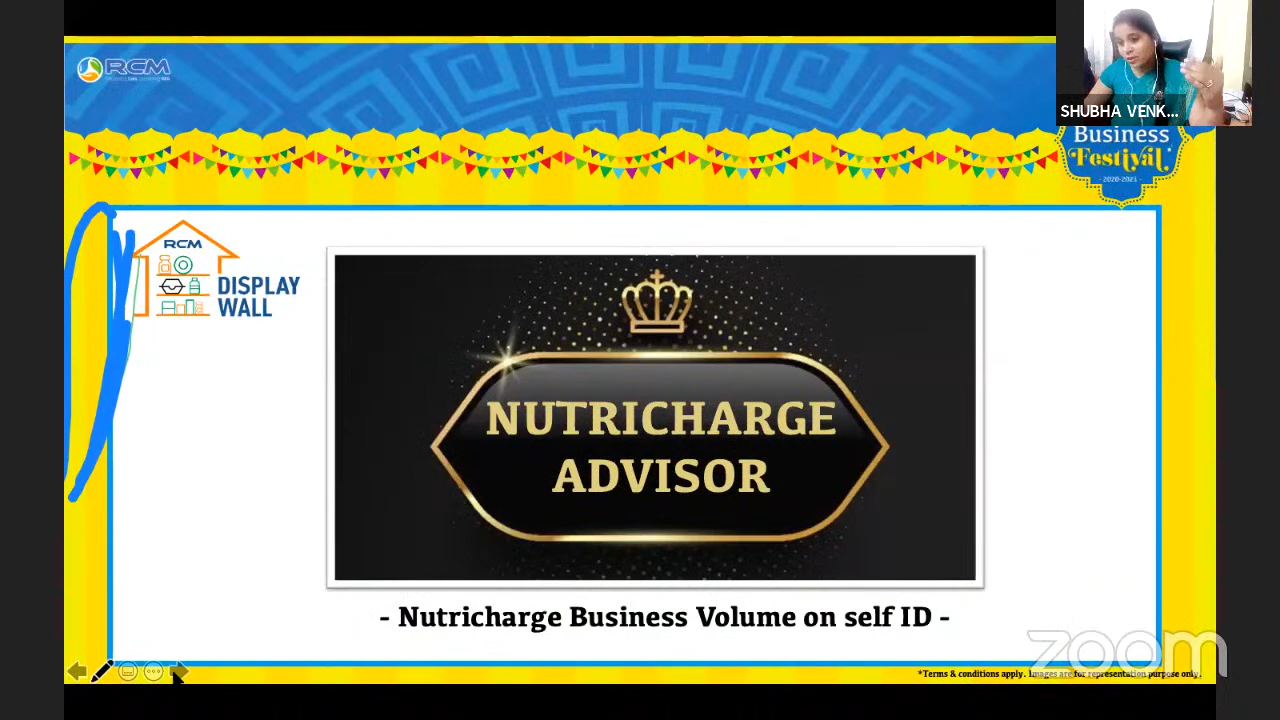 RCM
SHUBHA VENK...
Business
Festival*
- 2020-2021 -
RCM
DISPLAY
WALL
NUTRICHARGE
ADVISOR
- Nutricharge Business Volume on self ID -
zoom
*Terms & conditions apply. Images are for representation purpose only.